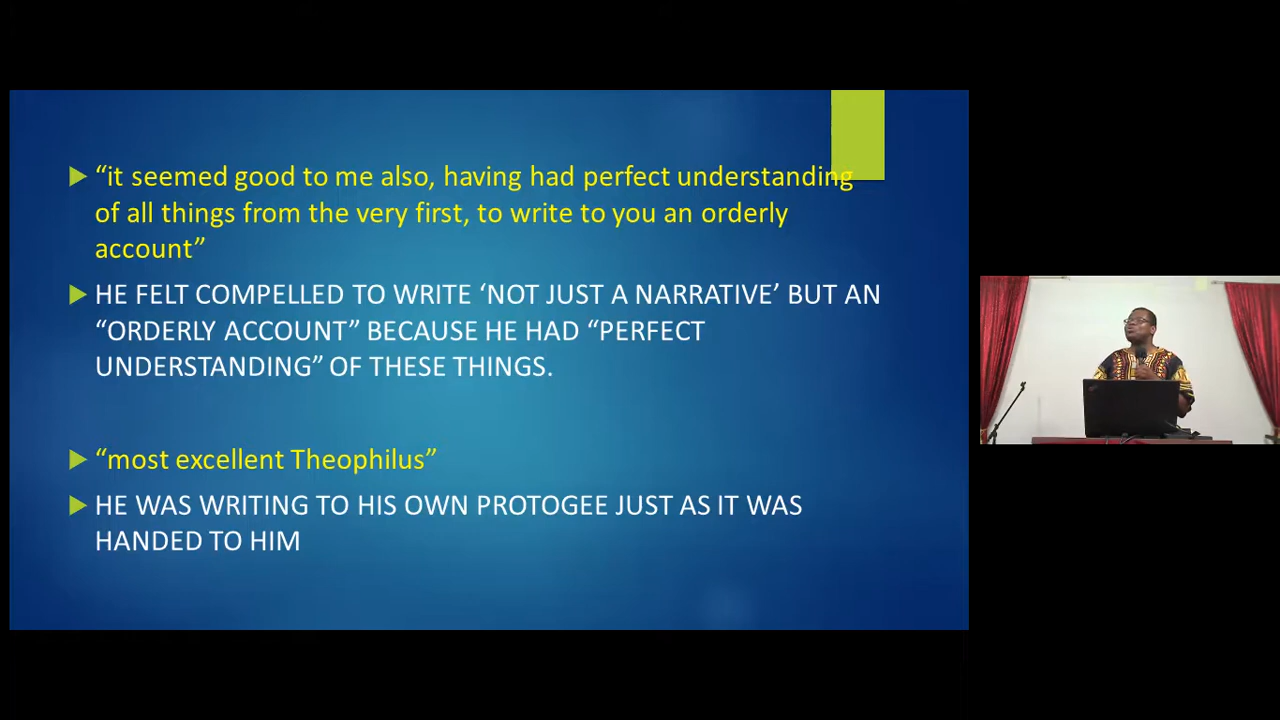 “it seemed good to me also, having had perfect understanding
of all things from the very first, to write to you an orderly
account”
HE FELT COMPELLED TO WRITE ‘NOT JUST A NARRATIVE’ BUT AN
“ORDERLY ACCOUNT” BECAUSE HE HAD “PERFECT
UNDERSTANDING” OF THESE THINGS.
“most excellent Theophilus”
HE WAS WRITING TO HIS OWN PROTOGEE JUST AS IT WAS
HANDED TO HIM